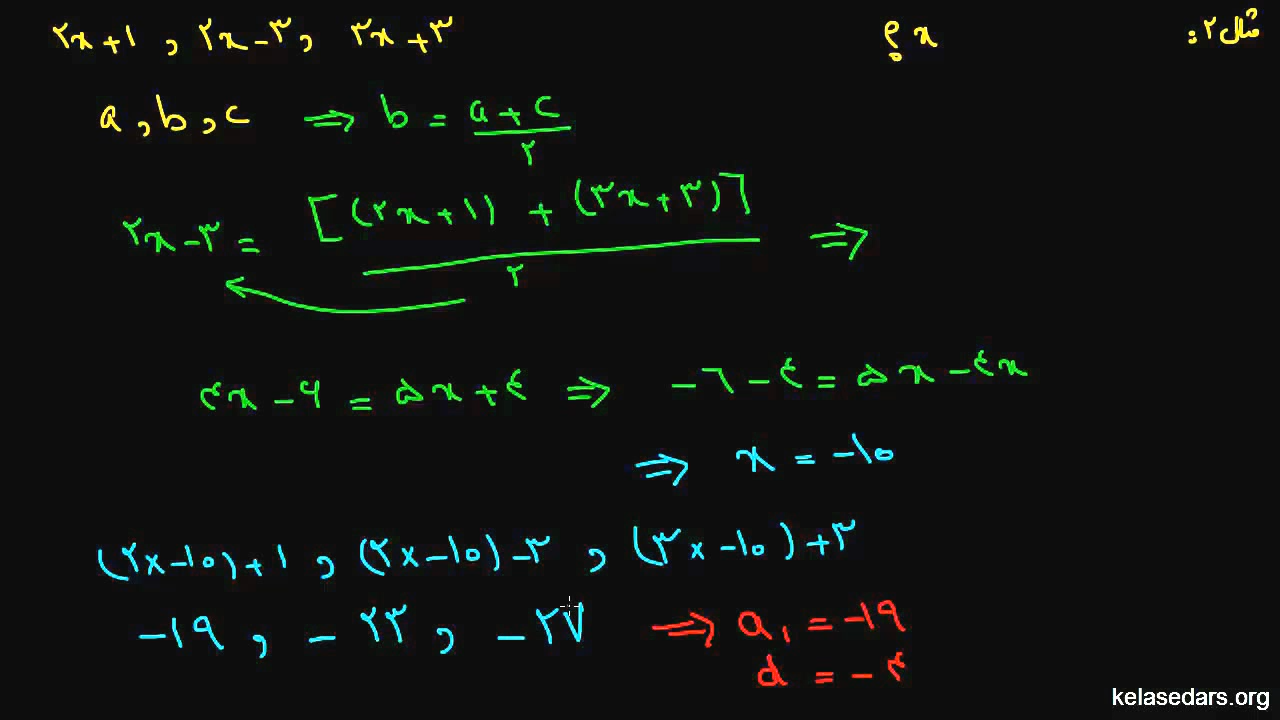 مثال ۲: x ؟ ۲x+۱ , ۲x-۳, ۳x+۳
a,b,c ⇒ b = (a+c)/۲
۲x-۳ = [(۲x+۱) + (۳x+۳)]/۲ ⇒
۴x-۶ = ۵x+۴ ⇒ -۶-۴ = ۵x-۴x
⇒ x = -۱۰
(۲x-۱۰)+۱ , (۲x-۱۰)-۳ , (۳x-۱۰)+۳
-۱۹ , -۲۳ , -۲۷ ⇒ a₁ = -۱۹
d = -۴
kelasedars.org